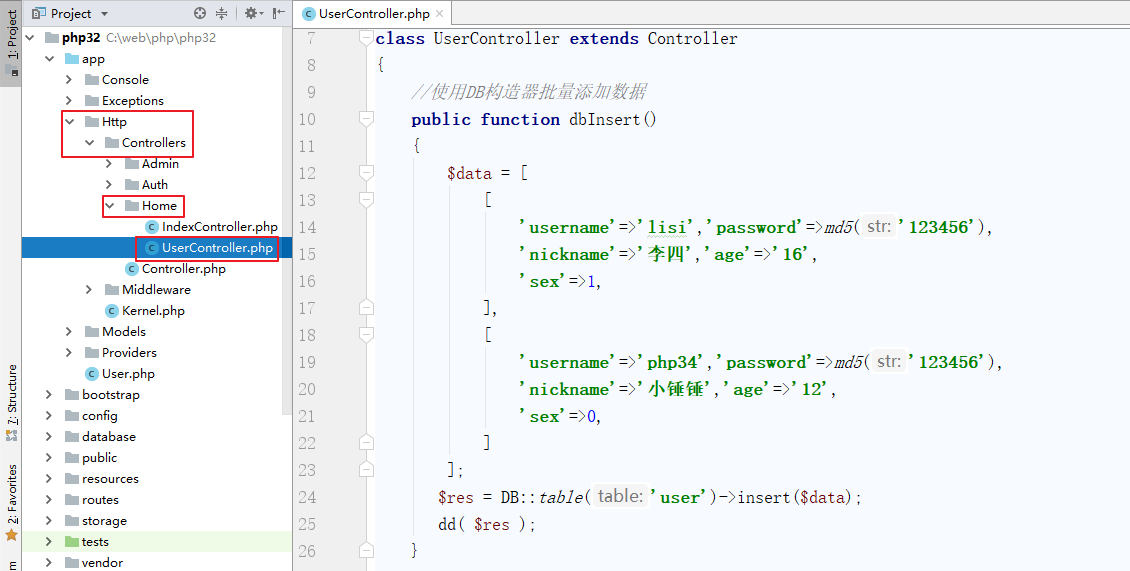 Project
UserController.php
1: Project
7: Structure
2: Favorites
php32 C:\web\php\php32
app
Console
Exceptions
Http
Controllers
Admin
Auth
Home
IndexController.php
UserController.php
Controller.php
Middleware
Kernel.php
Models
Providers
User.php
bootstrap
config
database
public
resources
routes
storage
tests
vendor
7 class UserController extends Controller
8 {
9 //使用DB构造器批量添加数据
10 public function dbInsert()
11 {
12 $data = [
13 [
14 'username'=>'lisi','password'=>md5( str: '123456'),
15 'nickname'=>'李四','age'=>'16',
16 'sex'=>1,
17 ],
18 [
19 'username'=>'php34','password'=>md5( str: '123456'),
20 'nickname'=>'小锤锤','age'=>'12',
21 'sex'=>0,
22 ]
23 ];
24 $res = DB::table( table: 'user')->insert($data);
25 dd( $res );
26 }